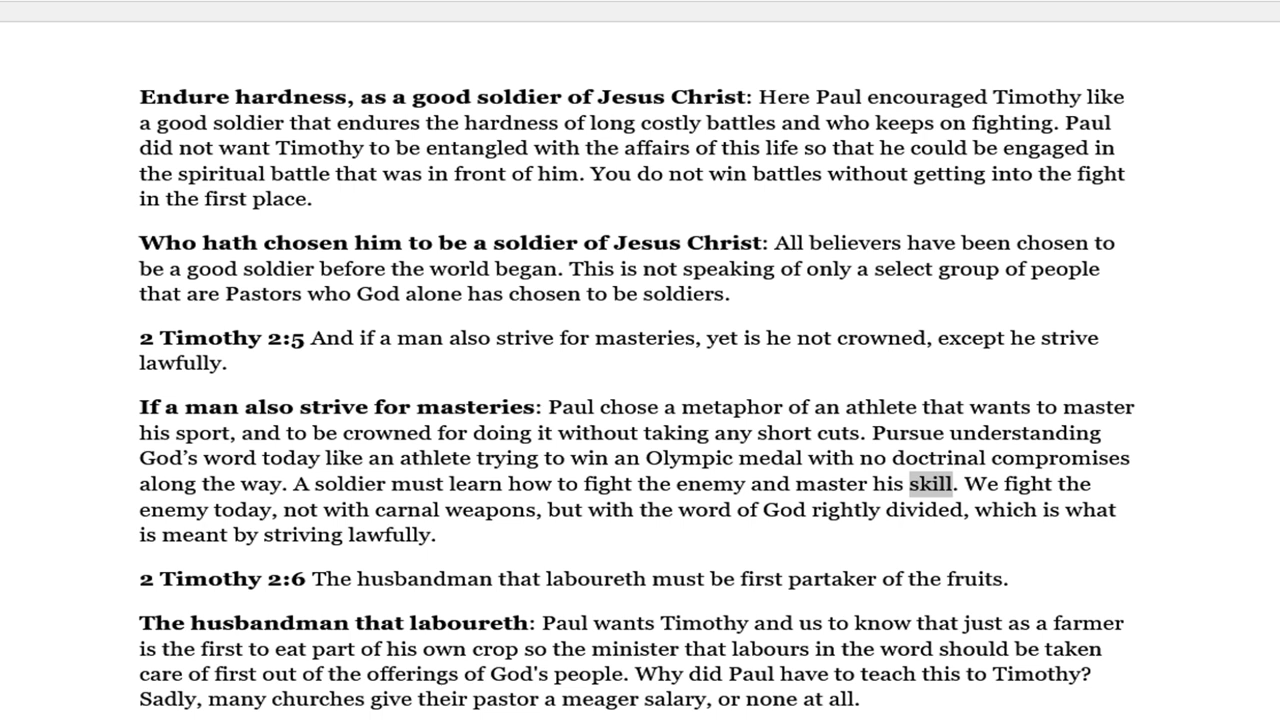 Endure hardness, as a good soldier of Jesus Christ: Here Paul encouraged Timothy like
a good soldier that endures the hardness of long costly battles and who keeps on fighting. Paul
did not want Timothy to be entangled with the affairs of this life so that he could be engaged in
the spiritual battle that was in front of him. You do not win battles without getting into the fight
in the first place.
Who hath chosen him to be a soldier of Jesus Christ: All believers have been chosen to
be a good soldier before the world began. This is not speaking of only a select group of people
that are Pastors who God alone has chosen to be soldiers.
2 Timothy 2:5 And if a man also strive for masteries, yet is he not crowned, except he strive
lawfully.
If a man also strive for masteries: Paul chose a metaphor of an athlete that wants to master
his sport, and to be crowned for doing it without taking any short cuts. Pursue understanding
God’s word today like an athlete trying to win an Olympic medal with no doctrinal compromises
along the way. A soldier must learn how to fight the enemy and master his skill. We fight the
enemy today, not with carnal weapons, but with the word of God rightly divided, which is what
is meant by striving lawfully.
2 Timothy 2:6 The husbandman that laboureth must be first partaker of the fruits.
The husbandman that laboureth: Paul wants Timothy and us to know that just as a farmer
is the first to eat part of his own crop so the minister that labours in the word should be taken
care of first out of the offerings of God's people. Why did Paul have to teach this to Timothy?
Sadly, many churches give their pastor a meager salary, or none at all.